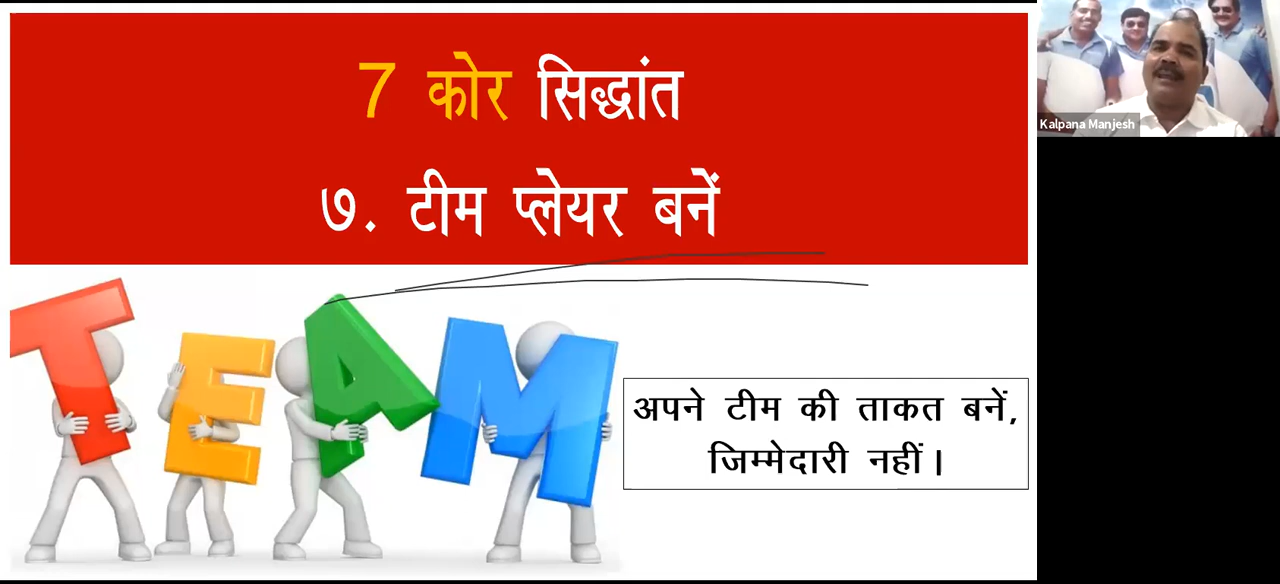 7 कोर सिद्धांत
७. टीम प्लेयर बनें
TEAM
अपने टीम की ताकत बनें,
जिम्मेदारी नहीं।
Kalpana Manjesh